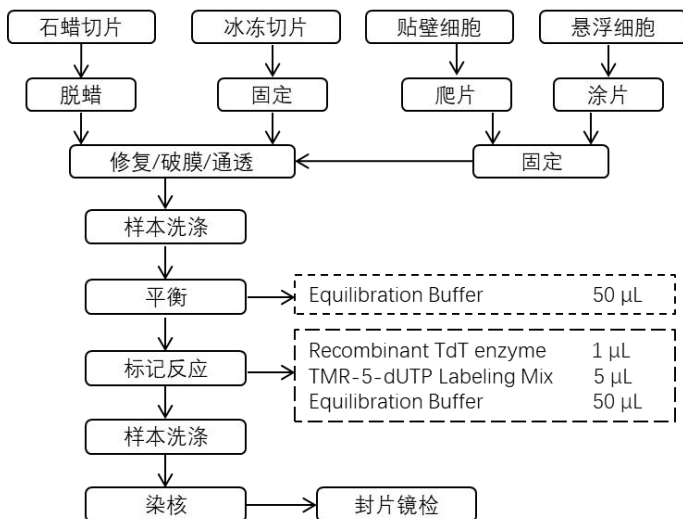 石蜡切片
冰冻切片
贴壁细胞
悬浮细胞
脱蜡
固定
爬片
涂片
修复/破膜/通透
固定
样本洗涤
平衡
Equilibration Buffer 50 μL
标记反应
Recombinant TdT enzyme 1 μL
TMR-5-dUTP Labeling Mix 5 μL
Equilibration Buffer 50 μL
样本洗涤
染核
封片镜检